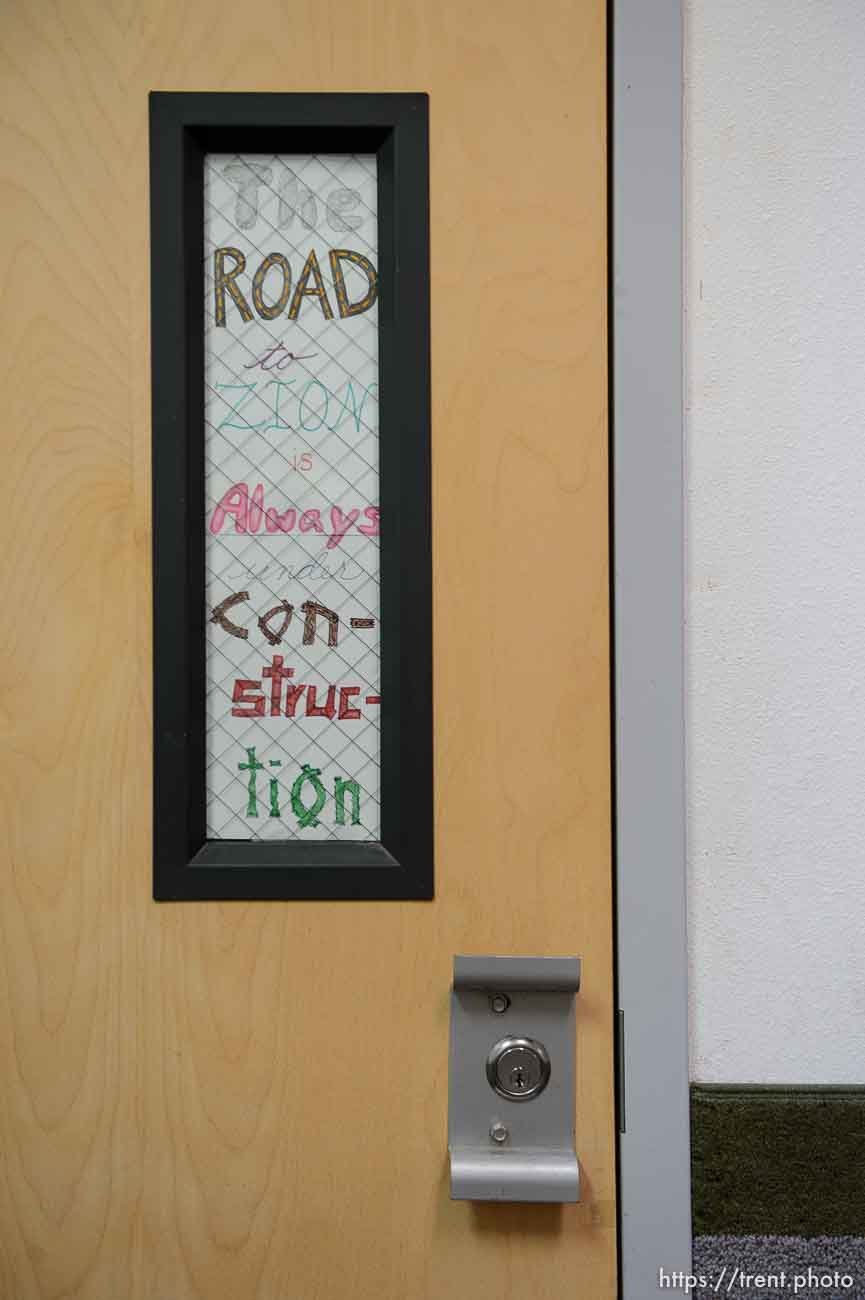 The
ROAD
to
ZION
is
Always
under
Con-
struc-
tion
https://trent.photo